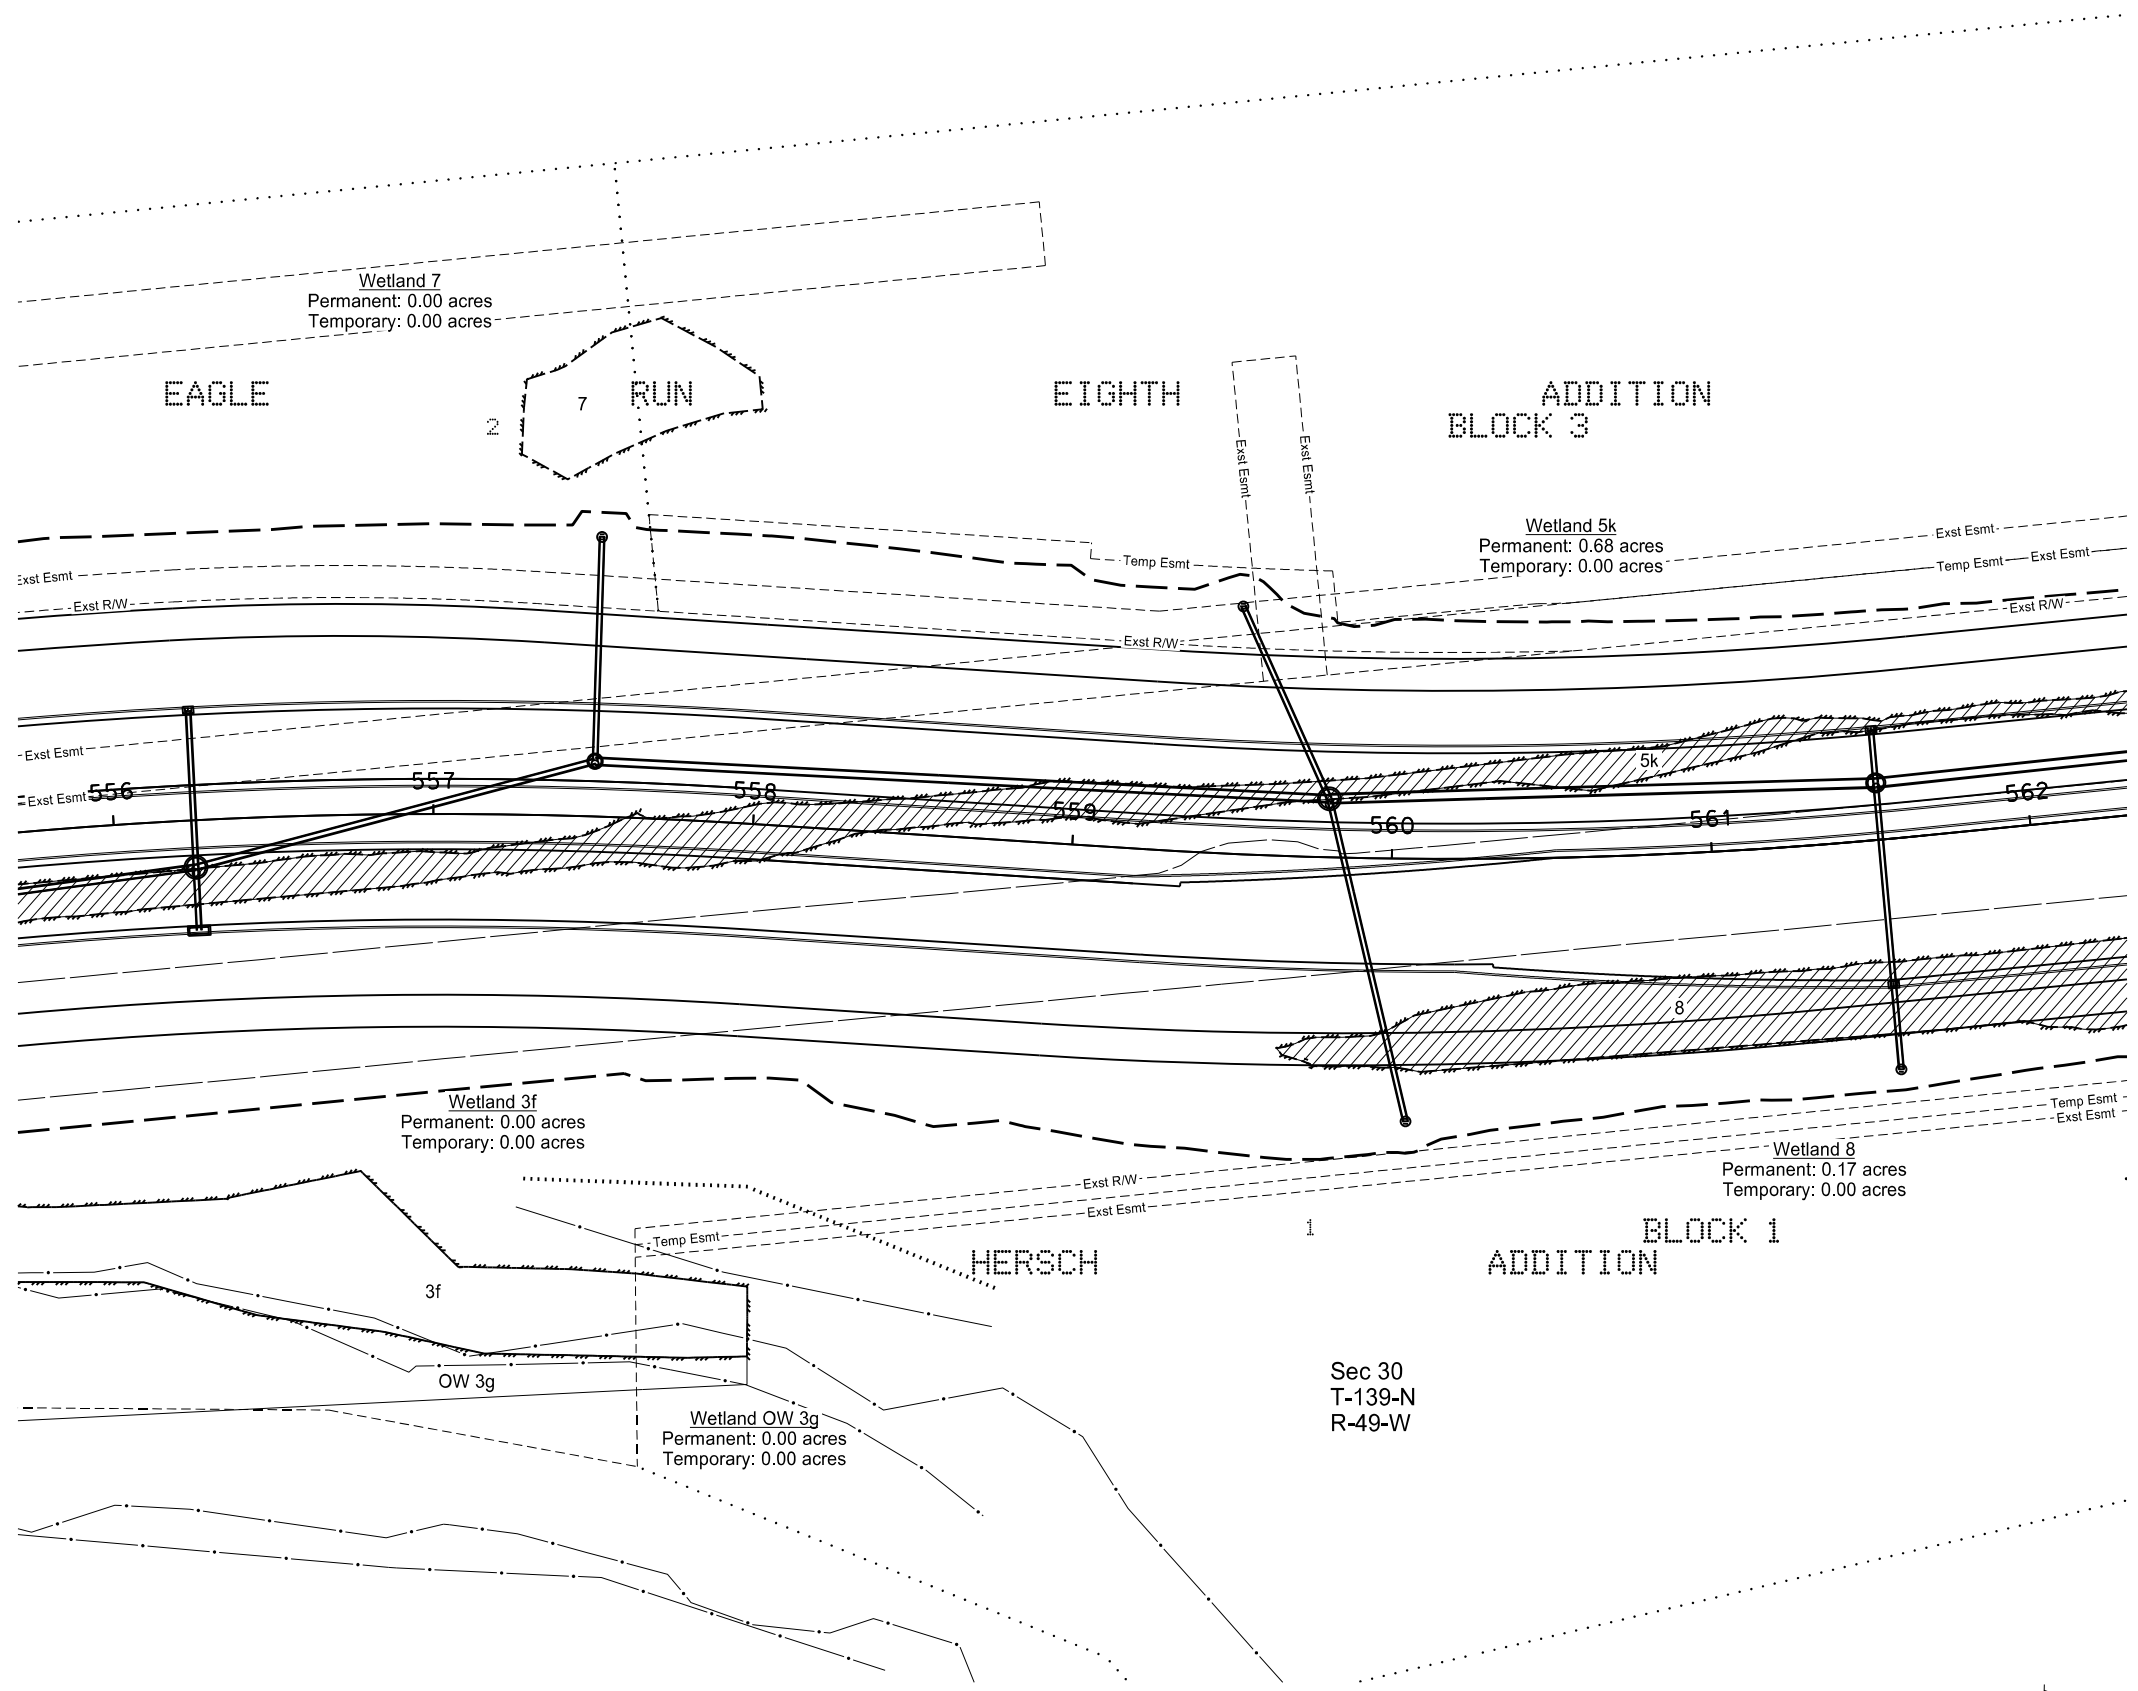 Wetland 7
Permanent: 0.00 acres
Temporary: 0.00 acres
EAGLE RUN EIGHTH ADDITION
BLOCK 3
7
2
Exst Esmt
Exst Esmt
Wetland 5k
Permanent: 0.68 acres
Temporary: 0.00 acres
Exst Esmt
Temp Esmt
Exst Esmt
Temp Esmt
Exst Esmt
Exst R/W
Exst R/W
Exst R/W
Exst Esmt
5k
Exst Esmt
556
557
558
559
560
561
562
8
Wetland 3f
Permanent: 0.00 acres
Temporary: 0.00 acres
Temp Esmt
Exst Esmt
Wetland 8
Permanent: 0.17 acres
Temporary: 0.00 acres
Exst R/W
Exst Esmt
Temp Esmt
1
BLOCK 1
HERSCH ADDITION
3f
OW 3g
Wetland OW 3g
Permanent: 0.00 acres
Temporary: 0.00 acres
Sec 30
T-139-N
R-49-W